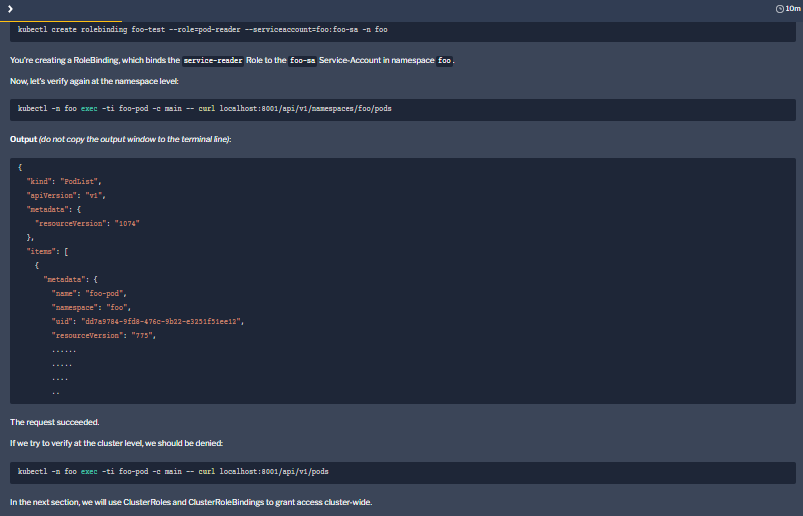 10m
kubectl create rolebinding foo-test --role=pod-reader --serviceaccount=foo:foo-sa -n foo
You're creating a RoleBinding, which binds the service-reader Role to the foo-sa Service-Account in namespace foo.
Now, let's verify again at the namespace level:
kubectl -n foo exec -ti foo-pod -c main -- curl localhost:8001/api/v1/namespaces/foo/pods
Output (do not copy the output window to the terminal line):
{
"kind": "PodList",
"apiVersion": "v1",
"metadata": {
"resourceVersion": "1074"
},
"items": [
{
"metadata": {
"name": "foo-pod",
"namespace": "foo",
"uid": "dd7a9784-9fd8-476c-9b22-e3251f51ee12",
"resourceVersion": "775",
......
.....
....
..
The request succeeded.
If we try to verify at the cluster level, we should be denied:
kubectl -n foo exec -ti foo-pod -c main -- curl localhost:8001/api/v1/pods
In the next section, we will use ClusterRoles and ClusterRoleBindings to grant access cluster-wide.